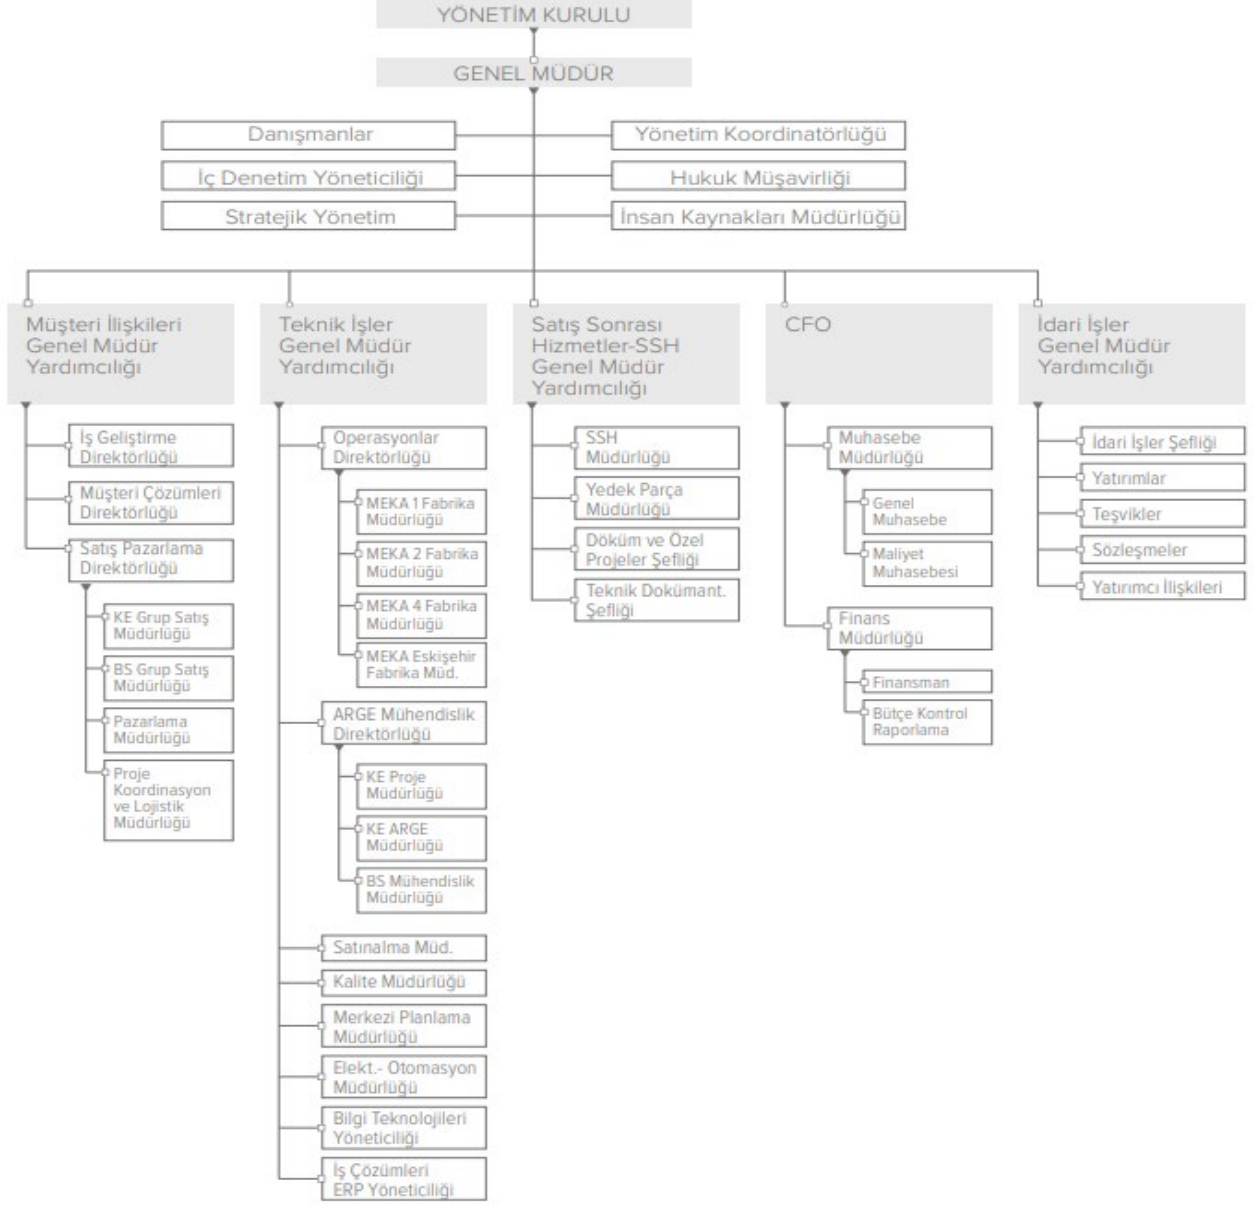 YÖNETİM KURULU
GENEL MÜDÜR
Danışmanlar
Yönetim Koordinatörlüğü
İç Denetim Yöneticiliği
Hukuk Müşavirliği
Stratejik Yönetim
İnsan Kaynakları Müdürlüğü
Müşteri İlişkileri
Genel Müdür
Yardımcılığı
İş Geliştirme
Direktörlüğü
Müşteri Çözümleri
Direktörlüğü
Satış Pazarlama
Direktörlüğü
KE Grup Satış
Müdürlüğü
BS Grup Satış
Müdürlüğü
Pazarlama
Müdürlüğü
Proje
Koordinasyon
ve Lojistik
Müdürlüğü
Teknik İşler
Genel Müdür
Yardımcılığı
Operasyonlar
Direktörlüğü
MEKA 1 Fabrika
Müdürlüğü
MEKA 2 Fabrika
Müdürlüğü
MEKA 4 Fabrika
Müdürlüğü
MEKA Eskişehir
Fabrika Müd.
ARGE Mühendislik
Direktörlüğü
KE Proje
Müdürlüğü
KE ARGE
Müdürlüğü
BS Mühendislik
Müdürlüğü
Satınalma Müd.
Kalite Müdürlüğü
Merkezi Planlama
Müdürlüğü
Elekt.- Otomasyon
Müdürlüğü
Bilgi Teknolojileri
Yöneticiliği
İş Çözümleri
ERP Yöneticiliği
Satış Sonrası
Hizmetler-SSH
Genel Müdür
Yardımcılığı
SSH
Müdürlüğü
Yedek Parça
Müdürlüğü
Döküm ve Özel
Projeler Şefliği
Teknik Dokümant.
Şefliği
CFO
Muhasebe
Müdürlüğü
Genel
Muhasebe
Maliyet
Muhasebesi
Finans
Müdürlüğü
Finansman
Bütçe Kontrol
Raporlama
İdari İşler
Genel Müdür
Yardımcılığı
İdari İşler Şefliği
Yatırımlar
Teşvikler
Sözleşmeler
Yatırımcı İlişkileri